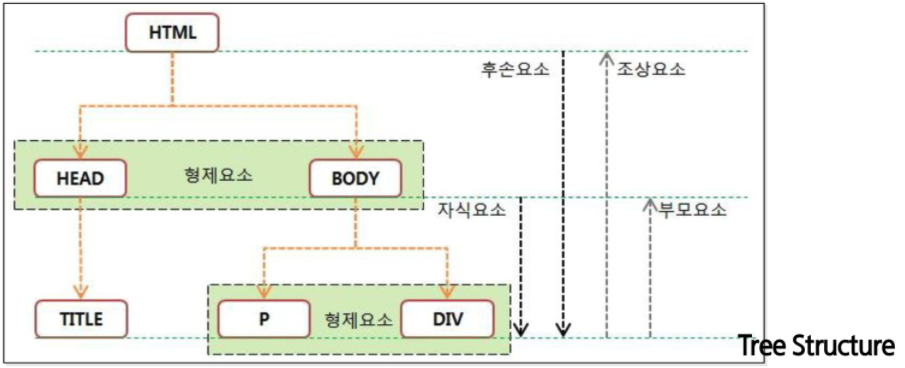 HTML
후손요소
조상요소
HEAD
형제요소
BODY
자식요소
부모요소
TITLE
P
형제요소
DIV
Tree Structure